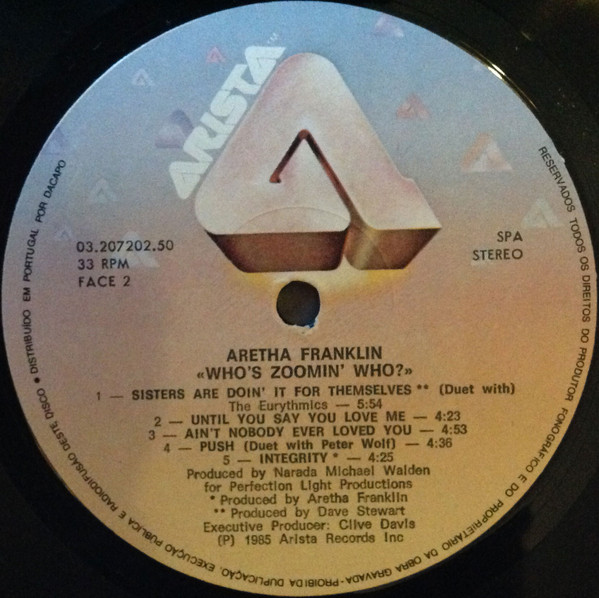 ARISTA
03.207202.50
33 RPM
FACE 2
SPA
STEREO
ARETHA FRANKLIN
«WHO'S ZOOMIN' WHO?»
1 — SISTERS ARE DOIN' IT FOR THEMSELVES ** (Duet with)
The Eurythmics — 5:54
2 — UNTIL YOU SAY YOU LOVE ME — 4:23
3 — AIN'T NOBODY EVER LOVED YOU — 4:53
4 — PUSH (Duet with Peter Wolf) — 4:36
5 — INTEGRITY * — 4:25
Produced by Narada Michael Walden
for Perfection Light Productions
* Produced by Aretha Franklin
** Produced by Dave Stewart
Executive Producer: Clive Davis
(P) 1985 Arista Records Inc
RESERVADOS TODOS OS DIREITOS DO PRODUTOR FONOGRÁFICO E DO PROPRIETÁRIO DA OBRA GRAVADA-PROIBIDA DUPLICAÇÃO, EXECUÇÃO PÚBLICA E RADIODIFUSÃO DESTE DISCO • DISTRIBUÍDO EM PORTUGAL POR DACAPO